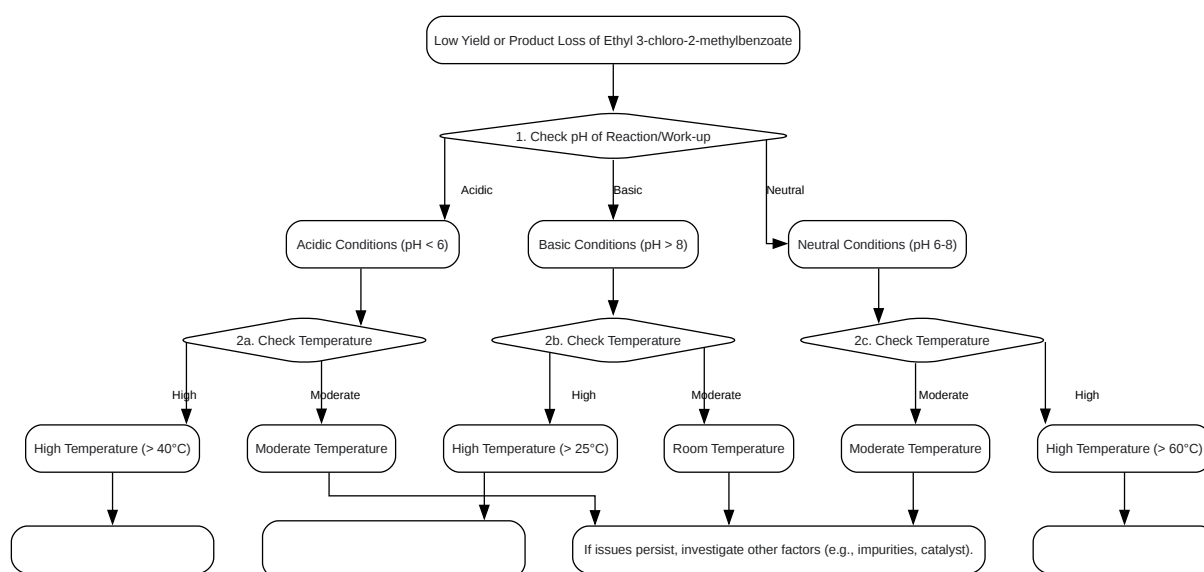 Low Yield or Product Loss of Ethyl 3-chloro-2-methylbenzoate
1. Check pH of Reaction/Work-up
Acidic
Basic
Neutral
Acidic Conditions (pH < 6)
Basic Conditions (pH > 8)
Neutral Conditions (pH 6-8)
2a. Check Temperature
2b. Check Temperature
2c. Check Temperature
High
Moderate
High
Moderate
Moderate
High
High Temperature (> 40°C)
Moderate Temperature
High Temperature (> 25°C)
Room Temperature
Moderate Temperature
High Temperature (> 60°C)
If issues persist, investigate other factors (e.g., impurities, catalyst).